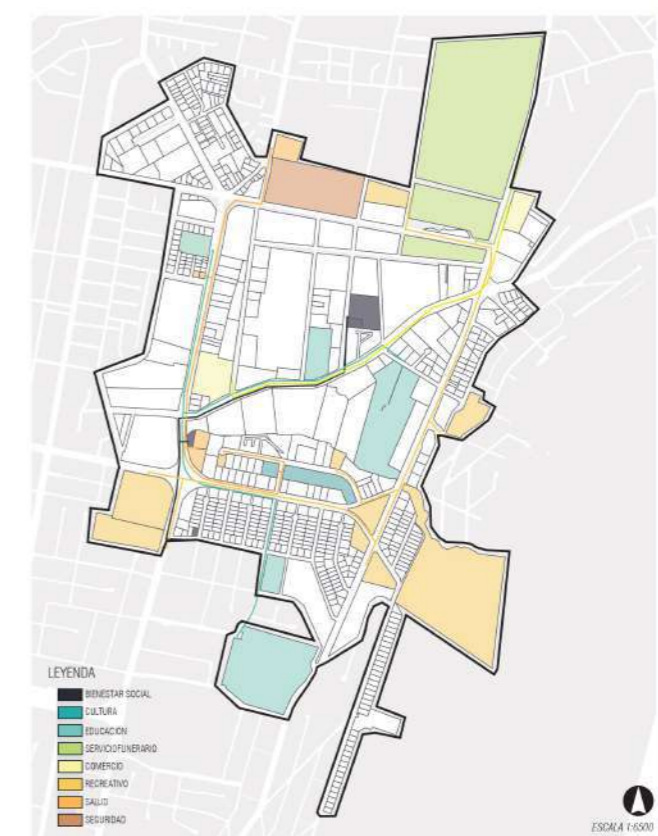 LEYENDA
BIENESTAR SOCIAL
CULTURA
EDUCACION
SERVICIO FUNERARIO
COMERCIO
RECREATIVO
SALUD
SEGURIDAD
ESCALA 1:6500